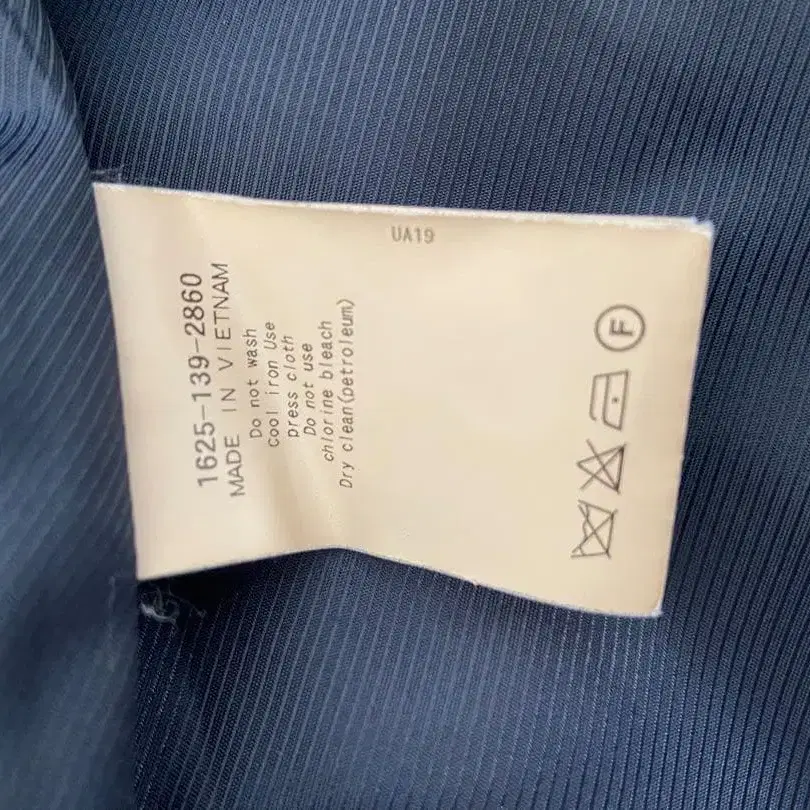 1625-139-2860
MADE IN VIETNAM
Do not wash
Cool iron Use
press cloth
Do not use
chlorine bleach
Dry clean(petroleum)
UA19
F